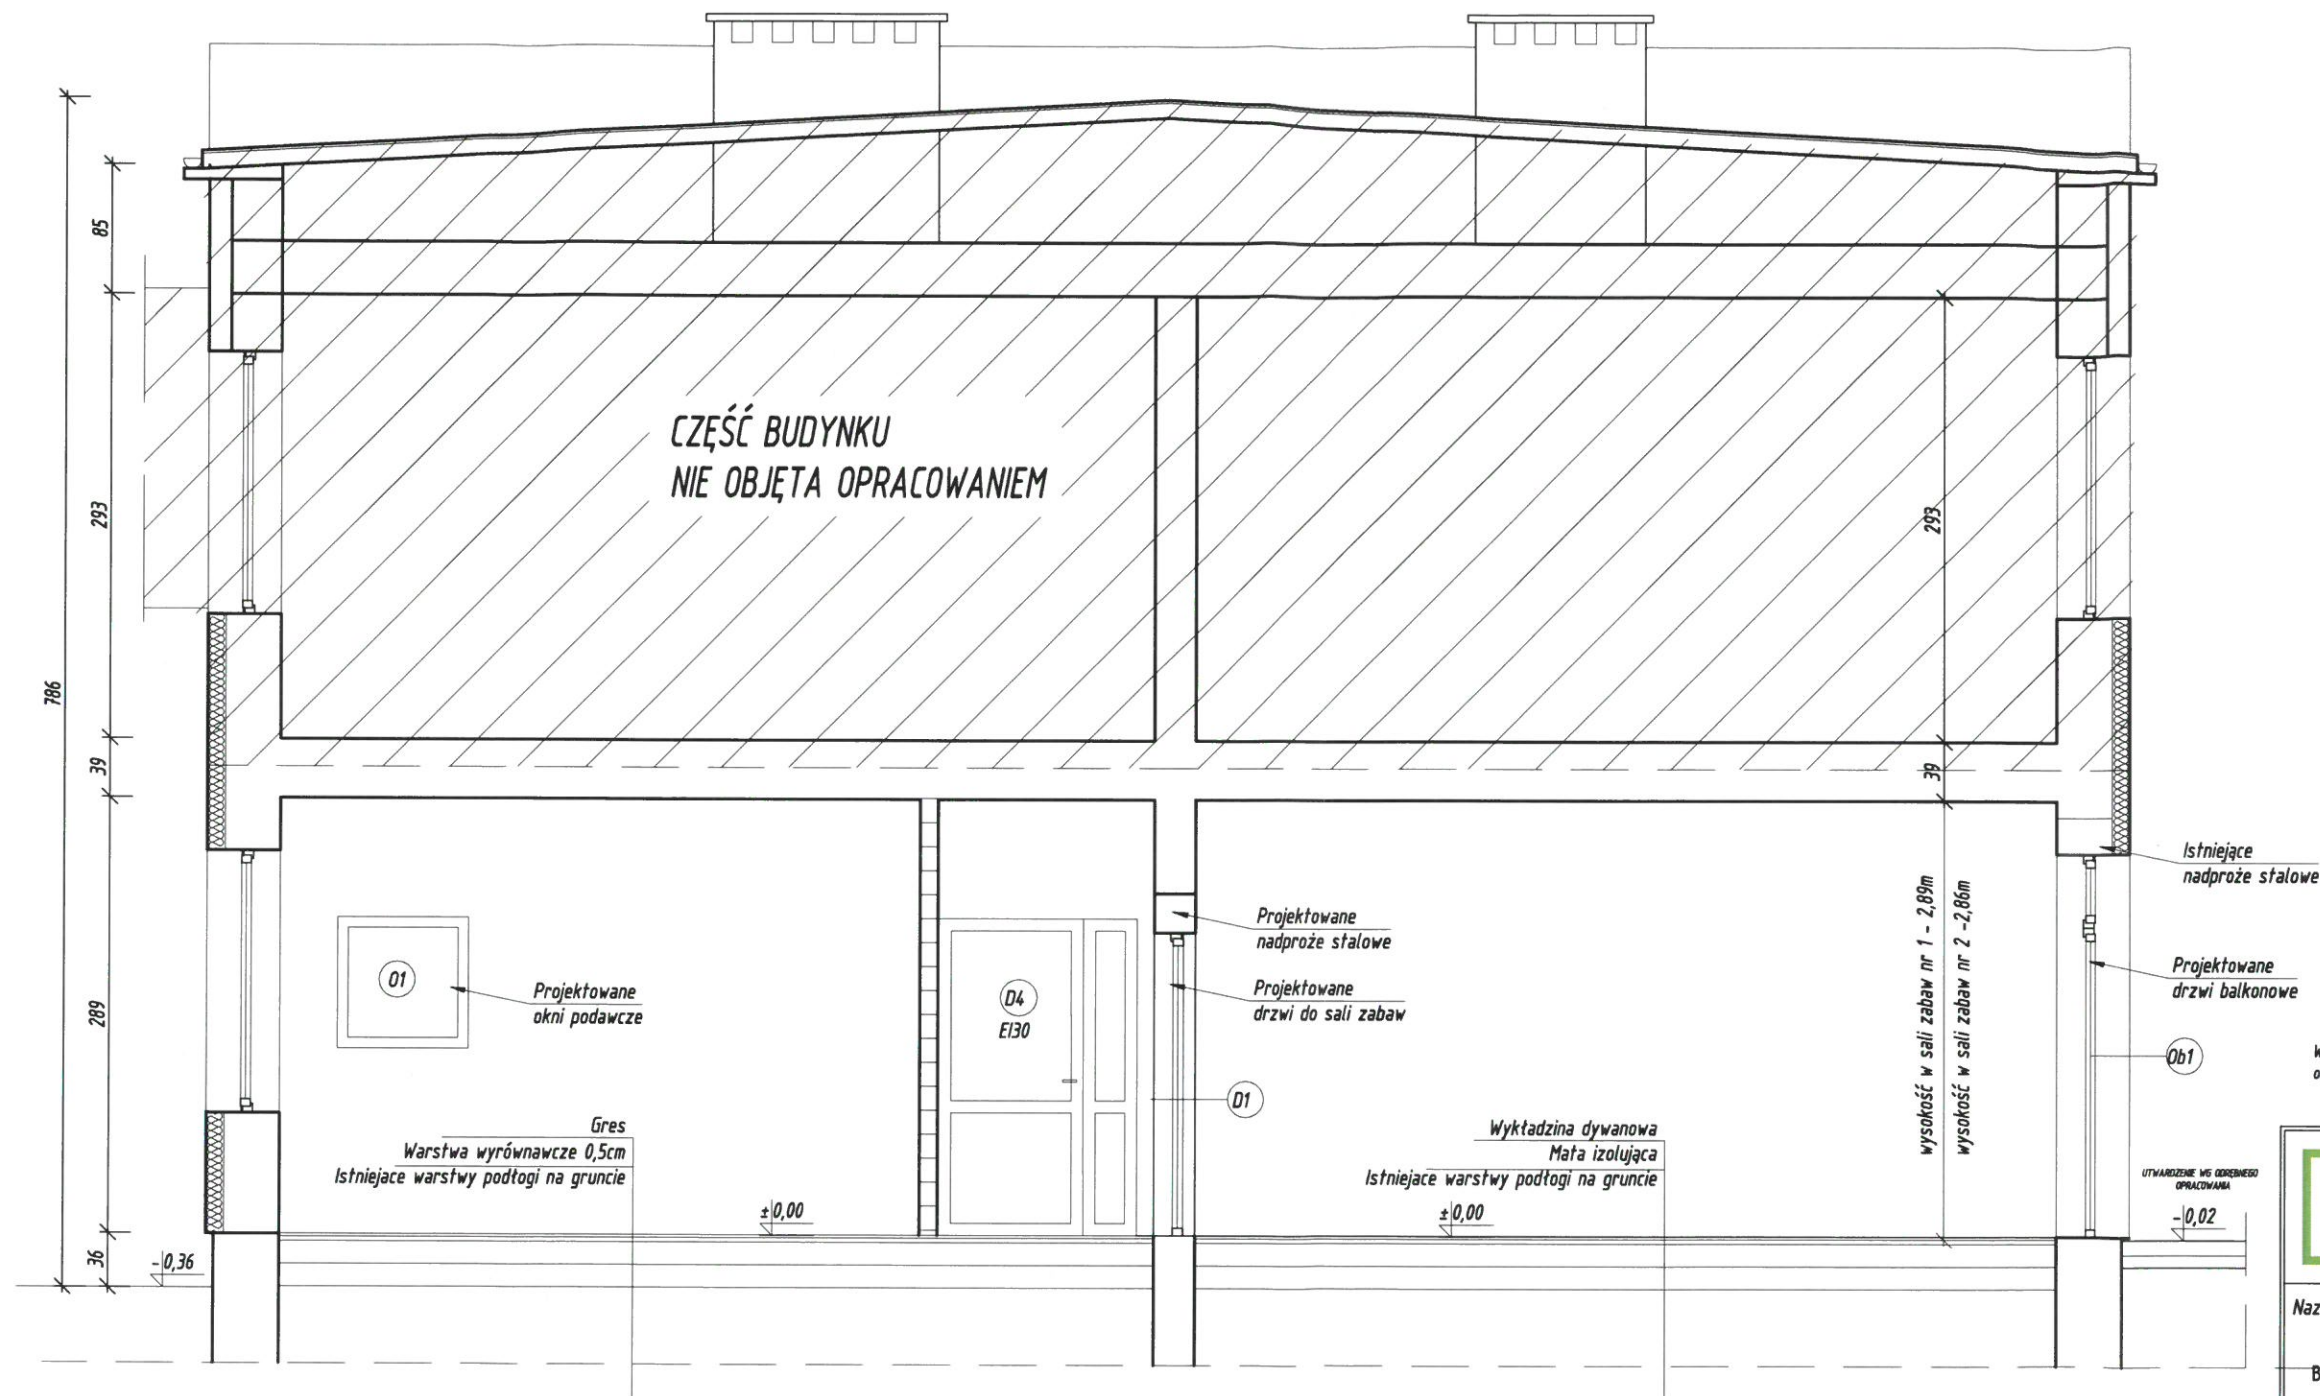 85
293
39
289
36
786
CZĘŚĆ BUDYNKU
NIE OBJĘTA OPRACOWANIEM
293
39
wysokość w sali zabaw nr 1 - 2,89m
wysokość w sali zabaw nr 2 -2,86m
Istniejące
nadproże stalowe
Projektowane
nadproże stalowe
Projektowane
drzwi do sali zabaw
Projektowane
drzwi balkonowe
O1
Projektowane
okni podawcze
D4
EI30
D1
Ob1
Gres
Warstwa wyrównawcze 0,5cm
Istniejace warstwy podłogi na gruncie
Wykładzina dywanowa
Mata izolująca
Istniejace warstwy podłogi na gruncie
UTWARDZENIE WG ODRĘBNEGO
OPRACOWANIA
±0,00
±0,00
-0,02
-0,36
Naz
B